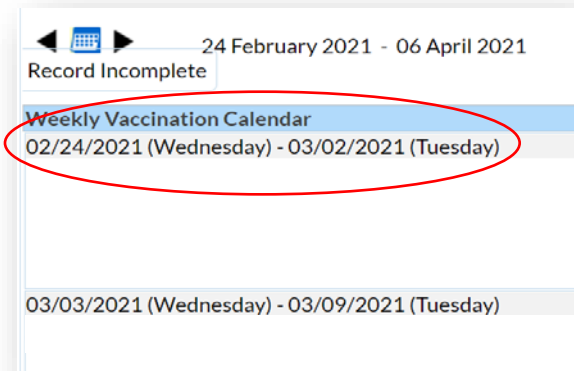 24 February 2021 - 06 April 2021
Record Incomplete
Weekly Vaccination Calendar
02/24/2021 (Wednesday) - 03/02/2021 (Tuesday)
03/03/2021 (Wednesday) - 03/09/2021 (Tuesday)